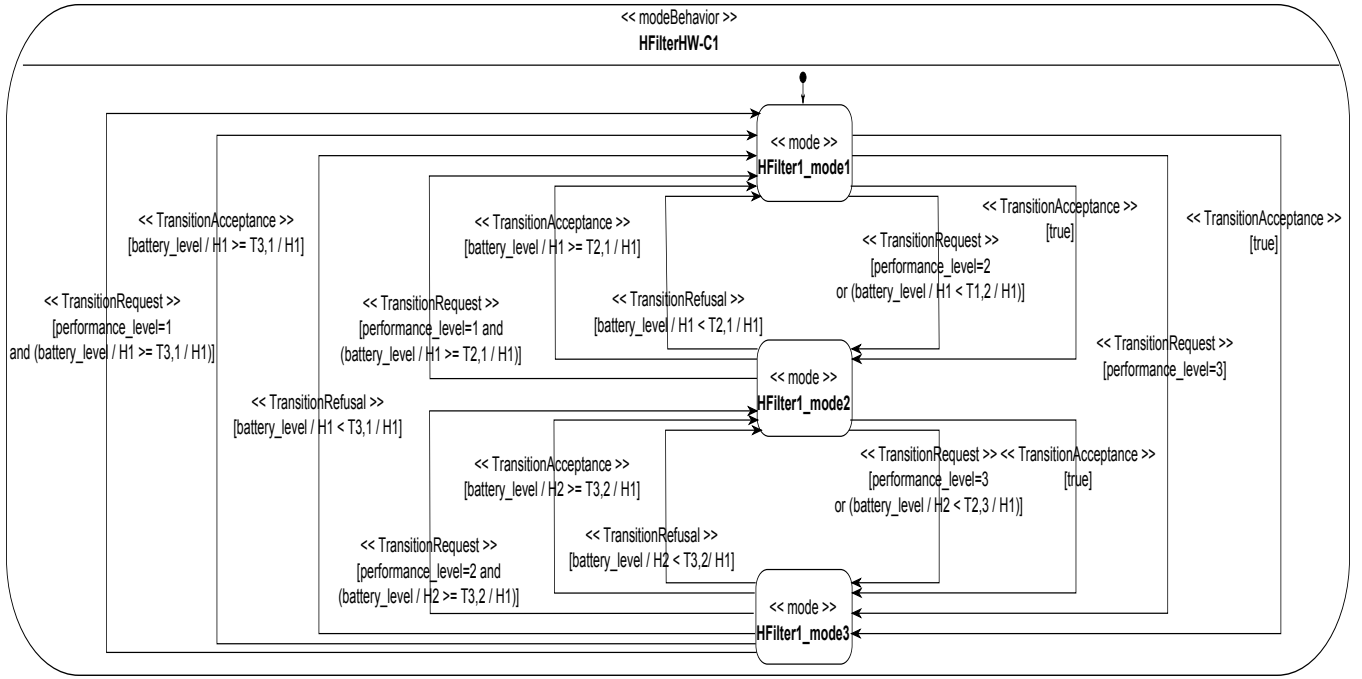 << modeBehavior >>
HFilterHW-C1
<< mode >>
HFilter1_mode1
<< TransitionAcceptance >>
[battery_level / H1 >= T3,1 / H1]
<< TransitionAcceptance >>
[battery_level / H1 >= T2,1 / H1]
<< TransitionRequest >>
[performance_level=2
or (battery_level / H1 < T1,2 / H1)]
<< TransitionAcceptance >>
[true]
<< TransitionAcceptance >>
[true]
<< TransitionRequest >>
[performance_level=1
and (battery_level / H1 >= T3,1 / H1)]
<< TransitionRequest >>
[performance_level=1 and
(battery_level / H1 >= T2,1 / H1)]
<< TransitionRefusal >>
[battery_level / H1 < T2,1 / H1]
<< TransitionRequest >>
[performance_level=3]
<< mode >>
HFilter1_mode2
<< TransitionRefusal >>
[battery_level / H1 < T3,1 / H1]
<< TransitionAcceptance >>
[battery_level / H2 >= T3,2 / H1]
<< TransitionRequest >>
[performance_level=3
or (battery_level / H2 < T2,3 / H1)]
<< TransitionAcceptance >>
[true]
<< TransitionRequest >>
[performance_level=2 and
(battery_level / H2 >= T3,2 / H1)]
<< TransitionRefusal >>
[battery_level / H2 < T3,2/ H1]
<< mode >>
HFilter1_mode3